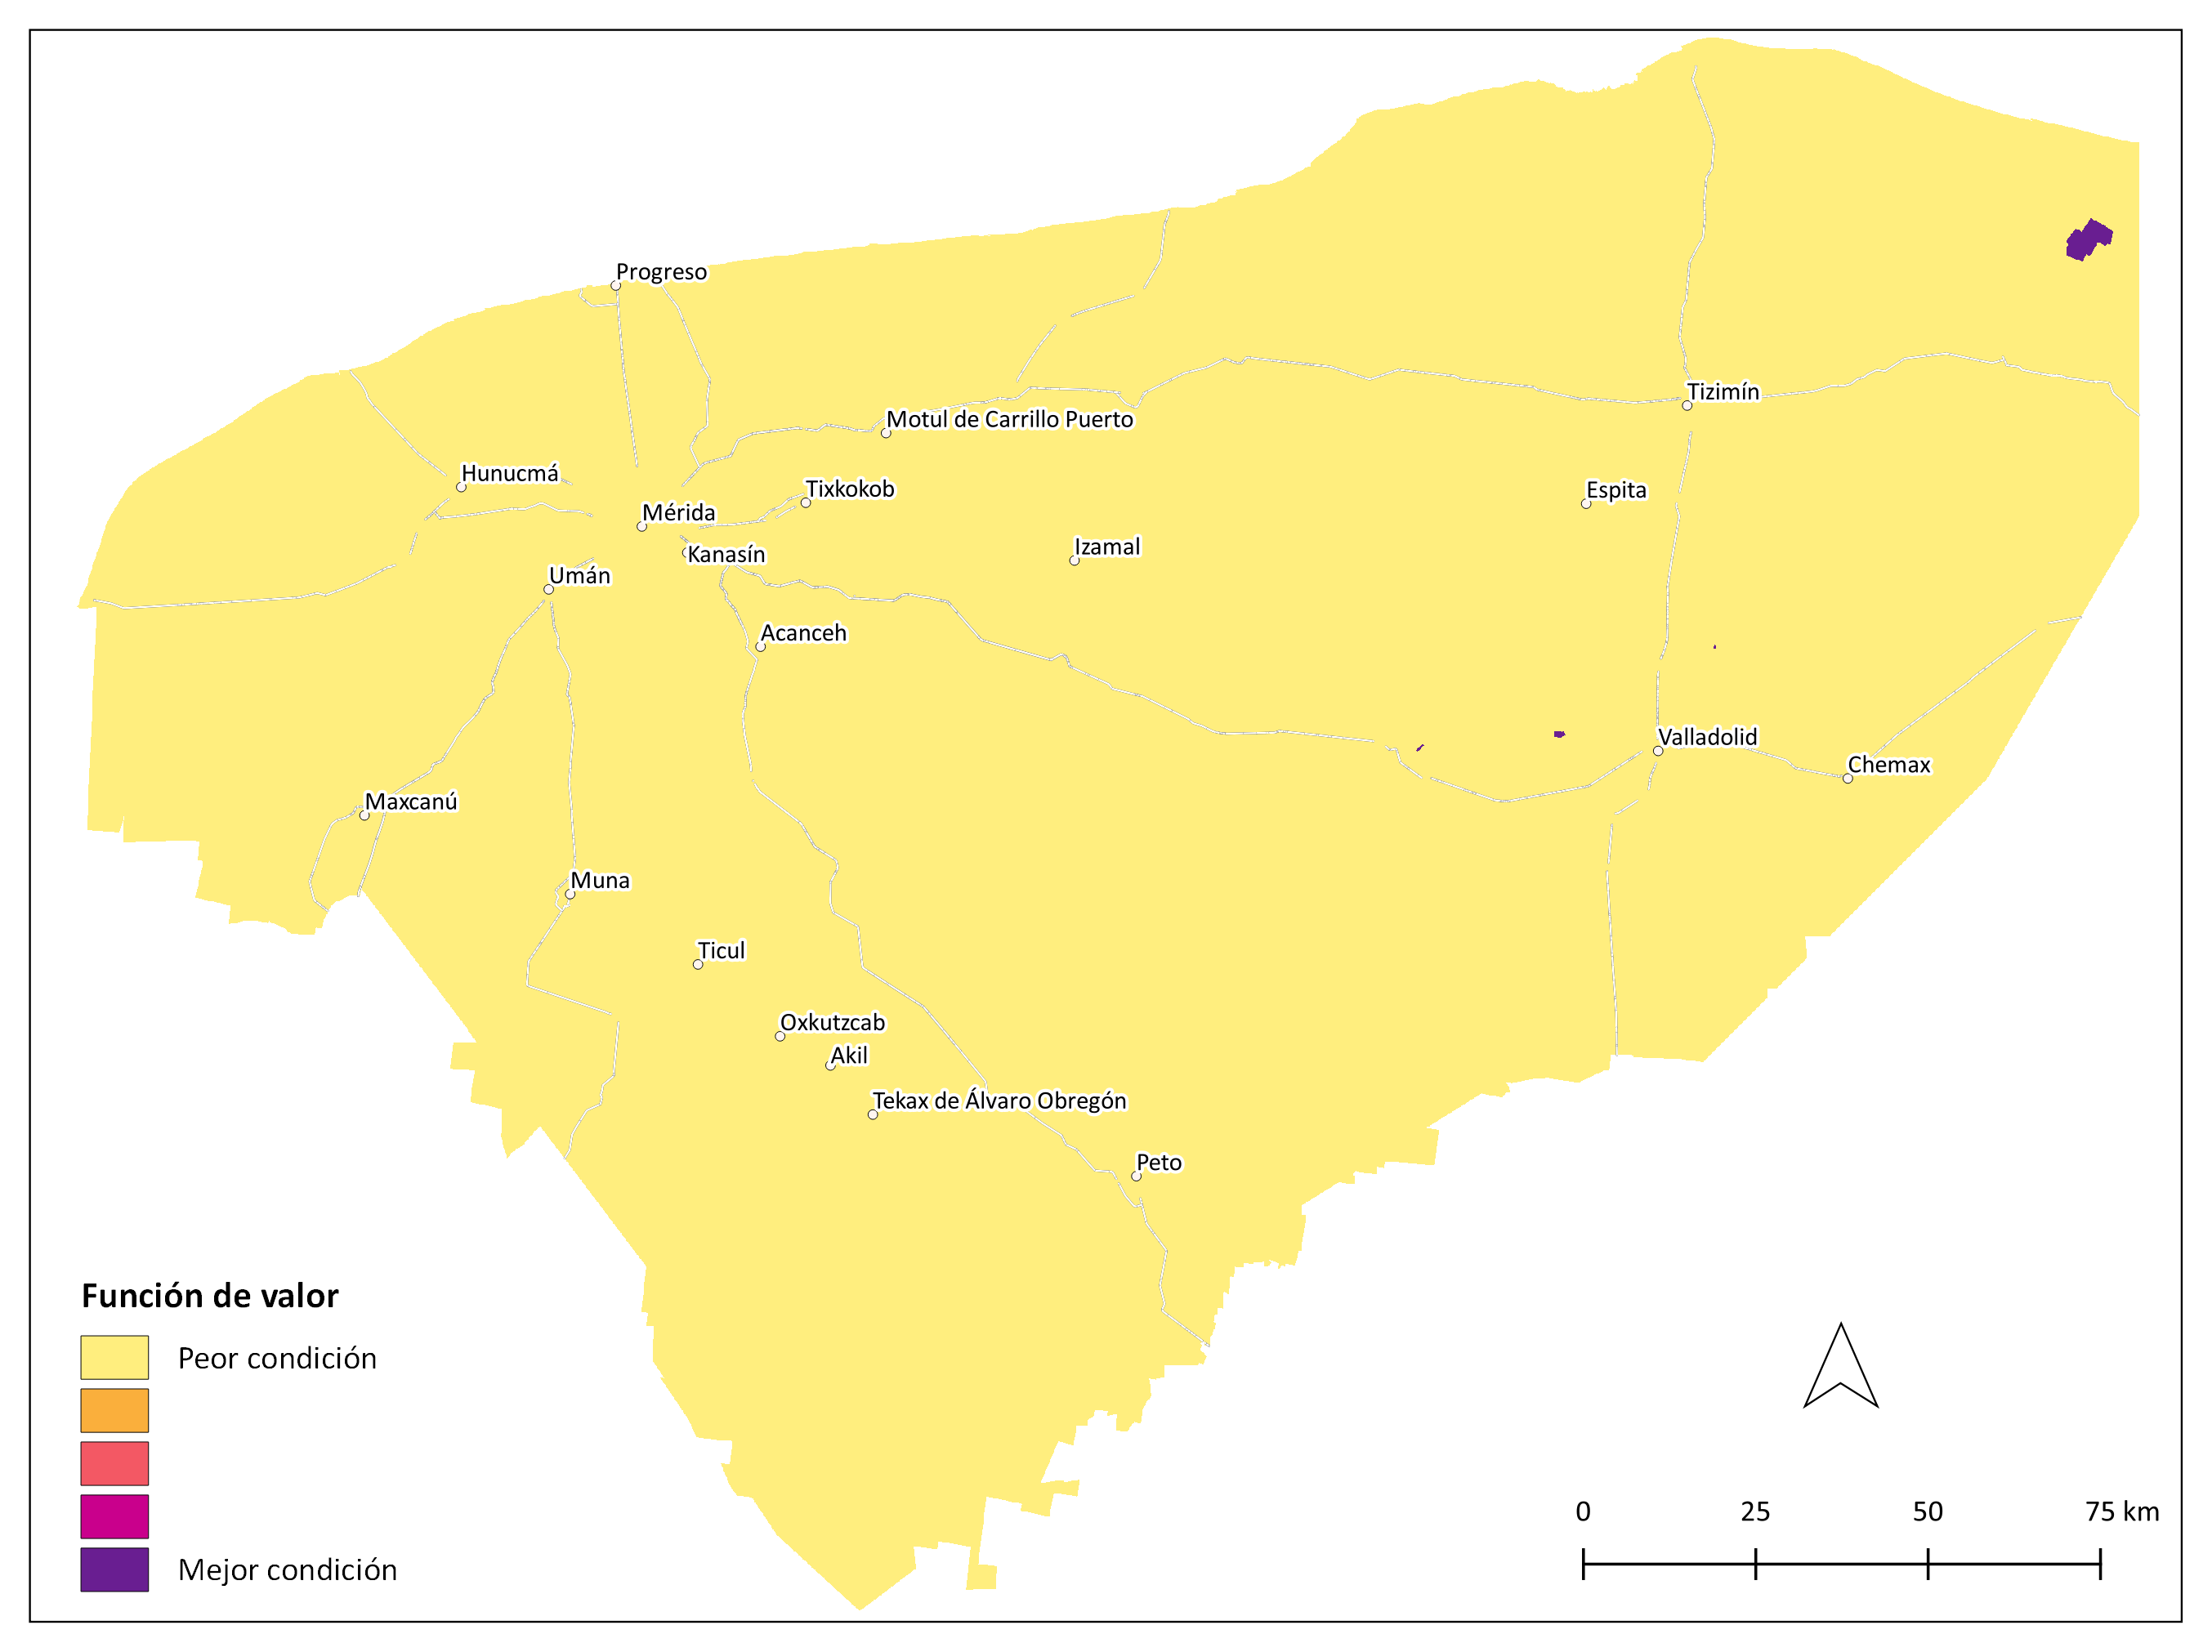 Progreso
Tizimín
Motul de Carrillo Puerto
Hunucmá
Tixkokob
Espita
Mérida
Kanasín
Izamal
Umán
Acanceh
Valladolid
Chemax
Maxcanú
Muna
Ticul
Oxkutzcab
Akil
Tekax de Álvaro Obregón
Peto
Función de valor
Peor condición
Mejor condición
0 25 50 75 km